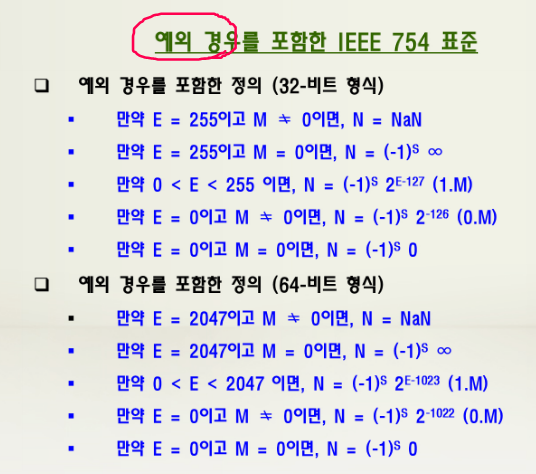 예외 경우를 포함한 IEEE 754 표준
❑ 예외 경우를 포함한 정의 (32-비트 형식)
▪ 만약 E = 255이고 M ≠ 0이면, N = NaN
▪ 만약 E = 255이고 M = 0이면, N = (-1)ˢ ∞
▪ 만약 0 < E < 255 이면, N = (-1)ˢ 2ᴱ⁻¹²⁷ (1.M)
▪ 만약 E = 0이고 M ≠ 0이면, N = (-1)ˢ 2⁻¹²⁶ (0.M)
▪ 만약 E = 0이고 M = 0이면, N = (-1)ˢ 0
❑ 예외 경우를 포함한 정의 (64-비트 형식)
▪ 만약 E = 2047이고 M ≠ 0이면, N = NaN
▪ 만약 E = 2047이고 M = 0이면, N = (-1)ˢ ∞
▪ 만약 0 < E < 2047 이면, N = (-1)ˢ 2ᴱ⁻¹⁰²³ (1.M)
▪ 만약 E = 0이고 M ≠ 0이면, N = (-1)ˢ 2⁻¹⁰²² (0.M)
▪ 만약 E = 0이고 M = 0이면, N = (-1)ˢ 0